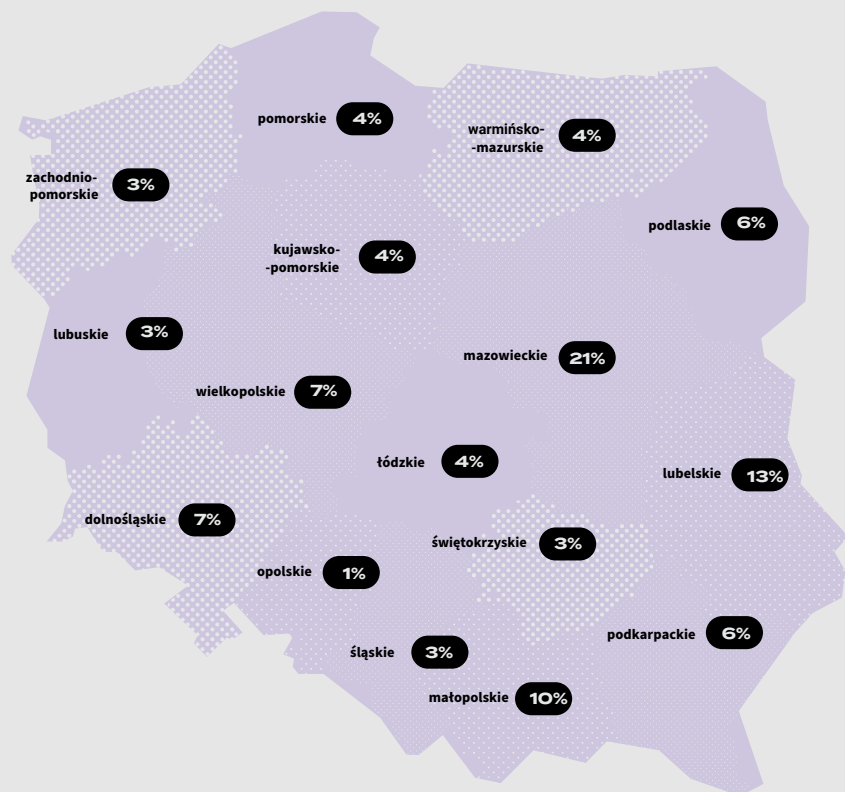 pomorskie 4%
warmińsko-
-mazurskie 4%
zachodnio-
pomorskie 3%
podlaskie 6%
kujawsko-
-pomorskie 4%
lubuskie 3%
mazowieckie 21%
wielkopolskie 7%
łódzkie 4%
lubelskie 13%
dolnośląskie 7%
świętokrzyskie 3%
opolskie 1%
podkarpackie 6%
śląskie 3%
małopolskie 10%